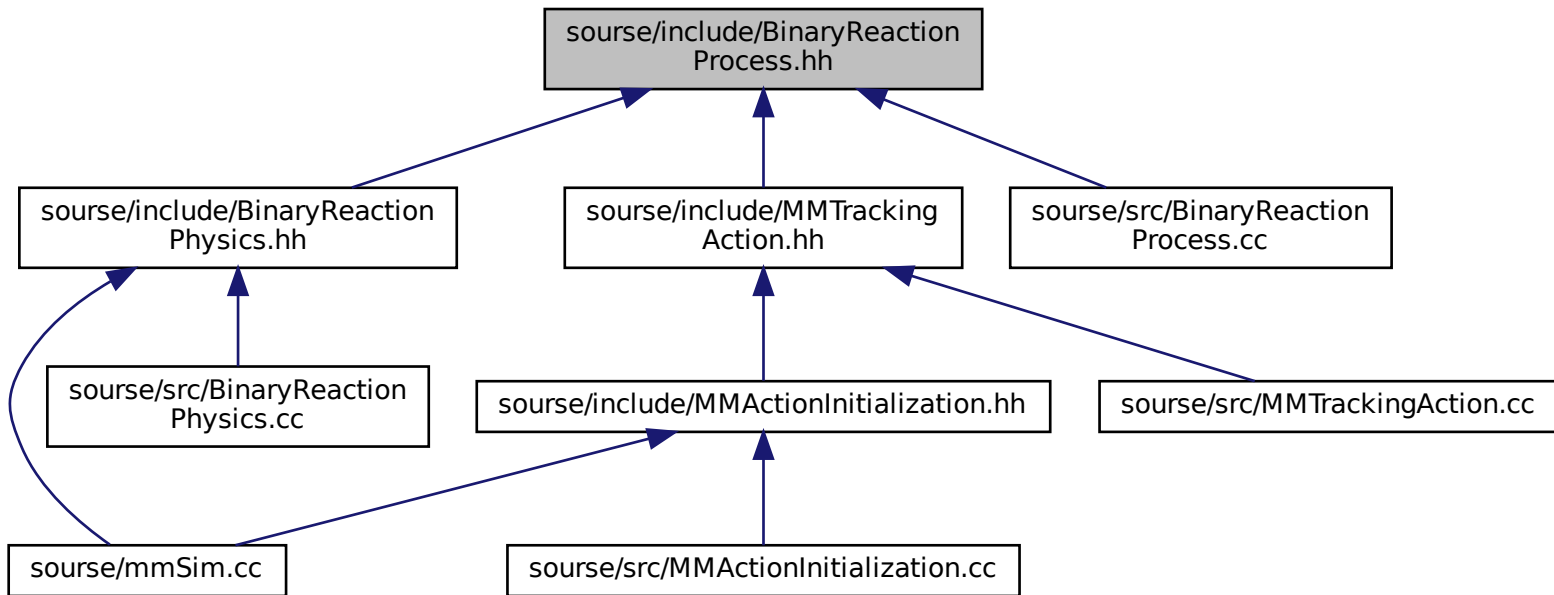 sourse/include/BinaryReaction
Process.hh
sourse/include/BinaryReaction
Physics.hh
sourse/include/MMTracking
Action.hh
sourse/src/BinaryReaction
Process.cc
sourse/src/BinaryReaction
Physics.cc
sourse/include/MMActionInitialization.hh
sourse/src/MMTrackingAction.cc
sourse/mmSim.cc
sourse/src/MMActionInitialization.cc